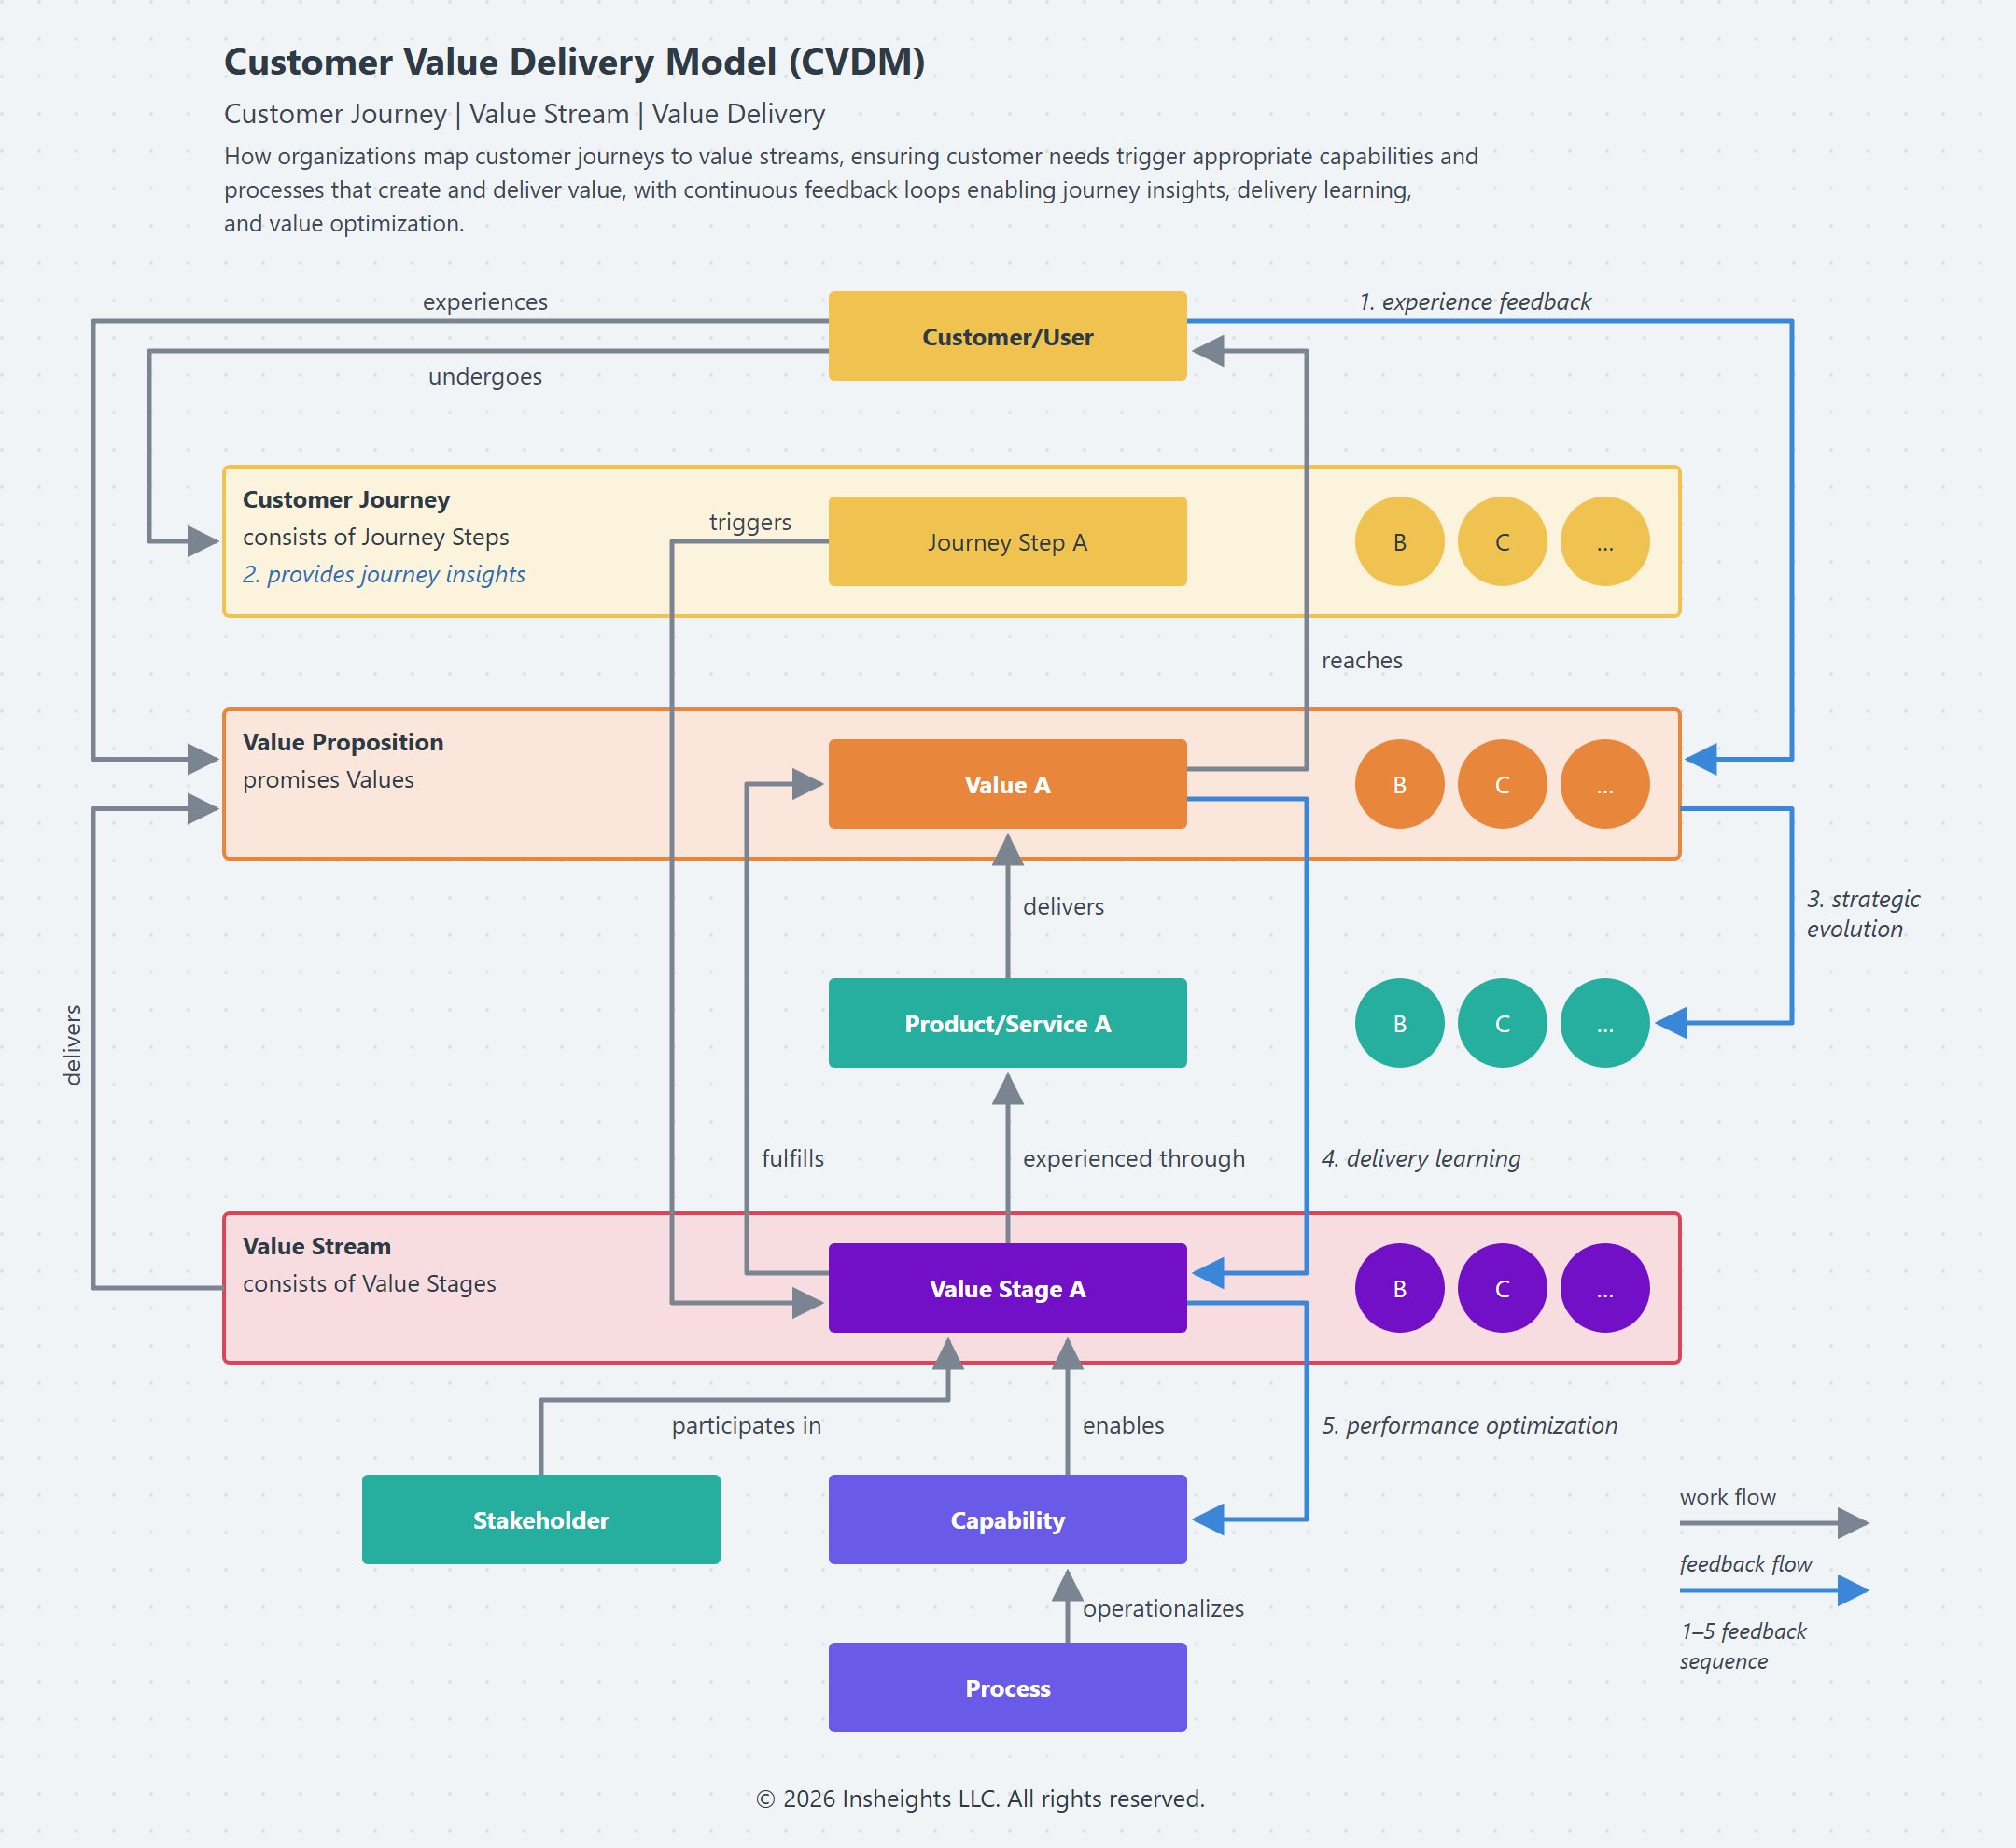 Customer Value Delivery Model (CVDM)
Customer Journey | Value Stream | Value Delivery
How organizations map customer journeys to value streams, ensuring customer needs trigger appropriate capabilities and
processes that create and deliver value, with continuous feedback loops enabling journey insights, delivery learning,
and value optimization.
experiences
Customer/User
1. experience feedback
undergoes
Customer Journey
consists of Journey Steps
2. provides journey insights
triggers
Journey Step A
B
C
...
reaches
Value Proposition
promises Values
Value A
B
C
...
delivers
3. strategic
evolution
delivers
Product/Service A
B
C
...
fulfills
experienced through
4. delivery learning
Value Stream
consists of Value Stages
Value Stage A
B
C
...
participates in
enables
5. performance optimization
Stakeholder
Capability
work flow
feedback flow
1–5 feedback
sequence
operationalizes
Process
© 2026 Insheights LLC. All rights reserved.